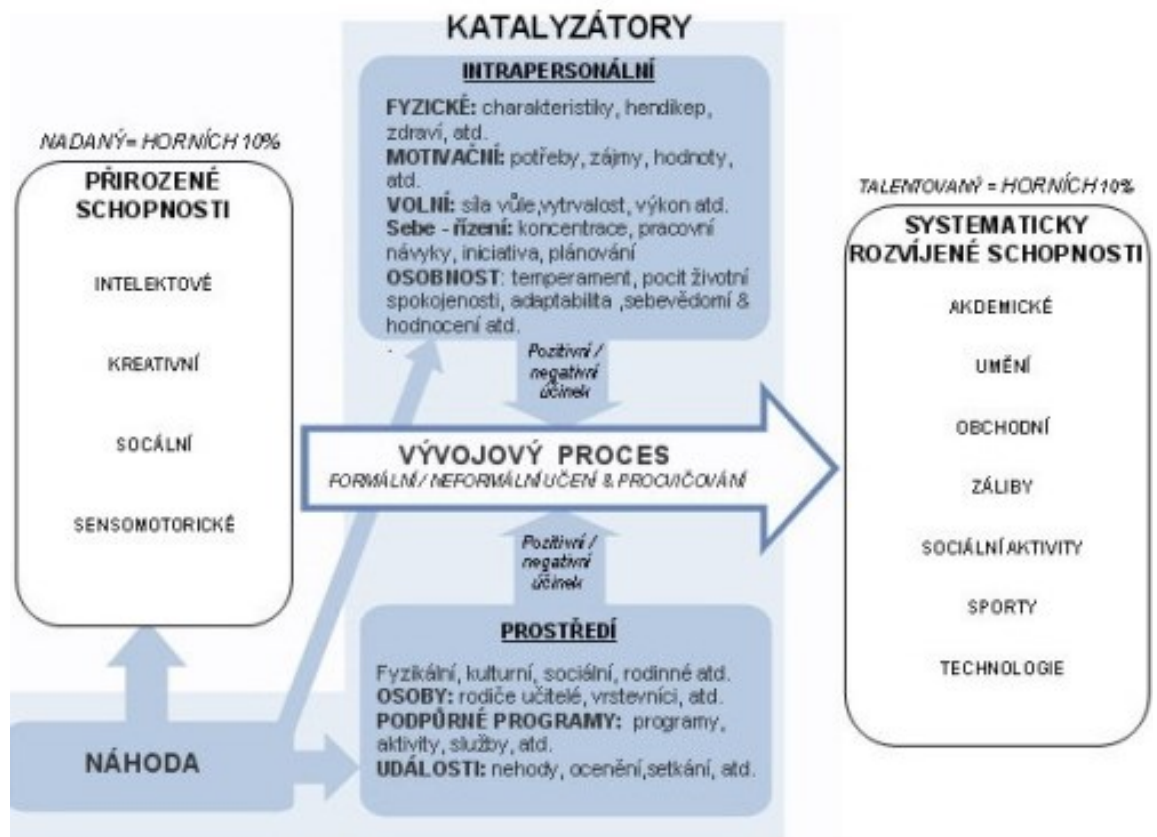 KATALYZÁTORY
INTRAPERSONÁLNÍ
FYZICKÉ: charakteristiky, hendikep,
zdraví, atd.
MOTIVAČNÍ: potřeby, zájmy, hodnoty,
atd.
VOLNÍ: síla vůle,vytrvalost, výkon atd.
Sebe - řízení: koncentrace, pracovní
návyky, iniciativa, plánování
OSOBNOST: temperament, pocit životní
spokojenosti, adaptabilita ,sebevědomí &
hodnocení atd.
.
NADANÝ= HORNÍCH 10%
PŘIROZENÉ
SCHOPNOSTI
INTELEKTOVÉ
KREATIVNÍ
SOCÁLNÍ
SENSOMOTORICKÉ
Pozitivní /
negativní
účinek
VÝVOJOVÝ PROCES
FORMÁLNÍ / NEFORMÁLNÍ UČENÍ & PROCVIČOVÁNÍ
Pozitivní /
negativní
účinek
PROSTŘEDÍ
Fyzikální, kulturní, sociální, rodinné atd.
OSOBY: rodiče učitelé, vrstevníci, atd.
PODPŮRNÉ PROGRAMY: programy,
aktivity, služby, atd.
UDÁLOSTI: nehody, ocenění,setkání, atd.
NÁHODA
TALENTOVANÝ = HORNÍCH 10%
SYSTEMATICKY
ROZVÍJENÉ SCHOPNOSTI
AKDEMICKÉ
UMĚNÍ
OBCHODNÍ
ZÁLIBY
SOCIÁLNÍ AKTIVITY
SPORTY
TECHNOLOGIE